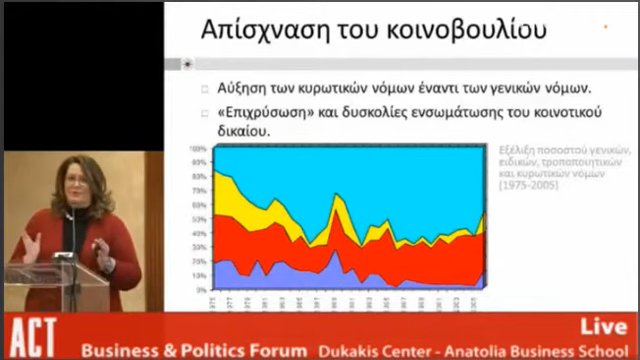 Απίσχνανση του κοινοβουλίου
Αύξηση των κυρωτικών νόμων έναντι των γενικών νόμων.
«Επιχρύσωση» και δυσκολίες ενσωμάτωσης του κοινοτικού
δικαίου.
Εξέλιξη ποσοστού γενικών,
ειδικών, τροποποιητικών
και κυρωτικών νόμων
(1975-2005)
100%
90%
80%
70%
60%
50%
40%
30%
20%
10%
0%
ACT
Live
Business & Politics Forum Dukakis Center - Anatolia Business School